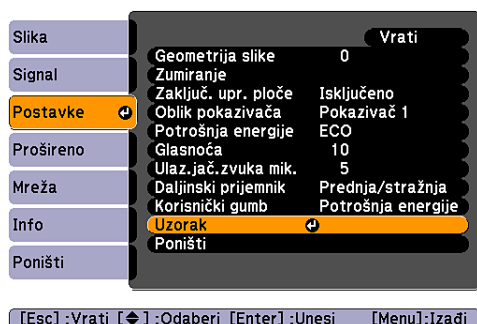 Slika
Signal
Postavke
Prošireno
Mreža
Info
Poništi
Vrati
Geometrija slike 0
Zumiranje
Zaključ. upr. ploče Isključeno
Oblik pokazivača Pokazivač 1
Potrošnja energije ECO
Glasnoća 10
Ulaz.jač.zvuka mik. 5
Daljinski prijemnik Prednja/stražnja
Korisnički gumb Potrošnja energije
Uzorak
Poništi
[Esc] :Vrati [◆] :Odaberi [Enter] :Unesi [Menu]:Izađi